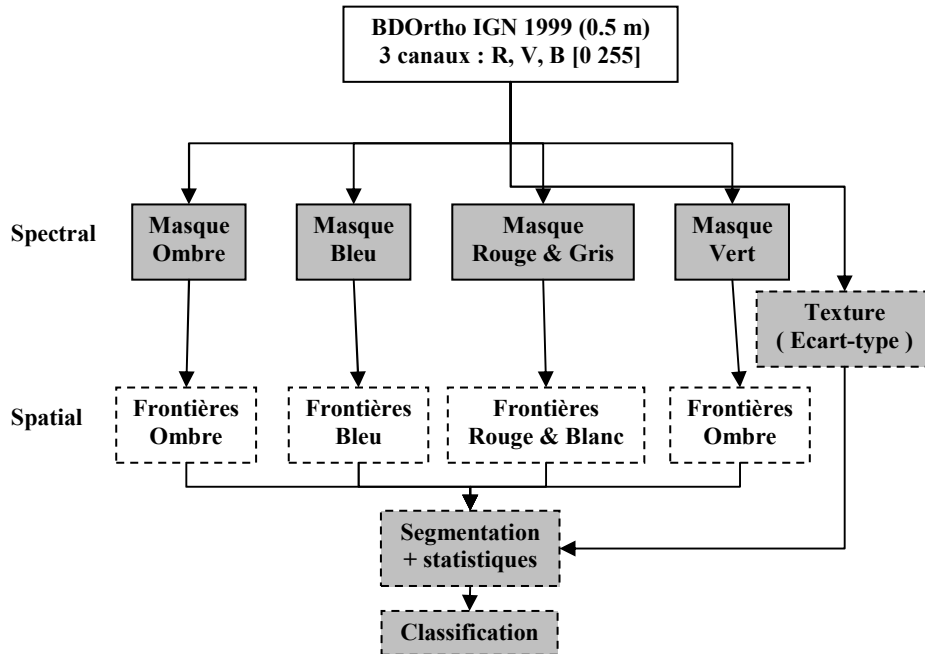 BDOrtho IGN 1999 (0.5 m)
3 canaux : R, V, B [0 255]
Spectral
Masque
Ombre
Masque
Bleu
Masque
Rouge & Gris
Masque
Vert
Texture
( Ecart-type )
Spatial
Frontières
Ombre
Frontières
Bleu
Frontières
Rouge & Blanc
Frontières
Ombre
Segmentation
+ statistiques
Classification